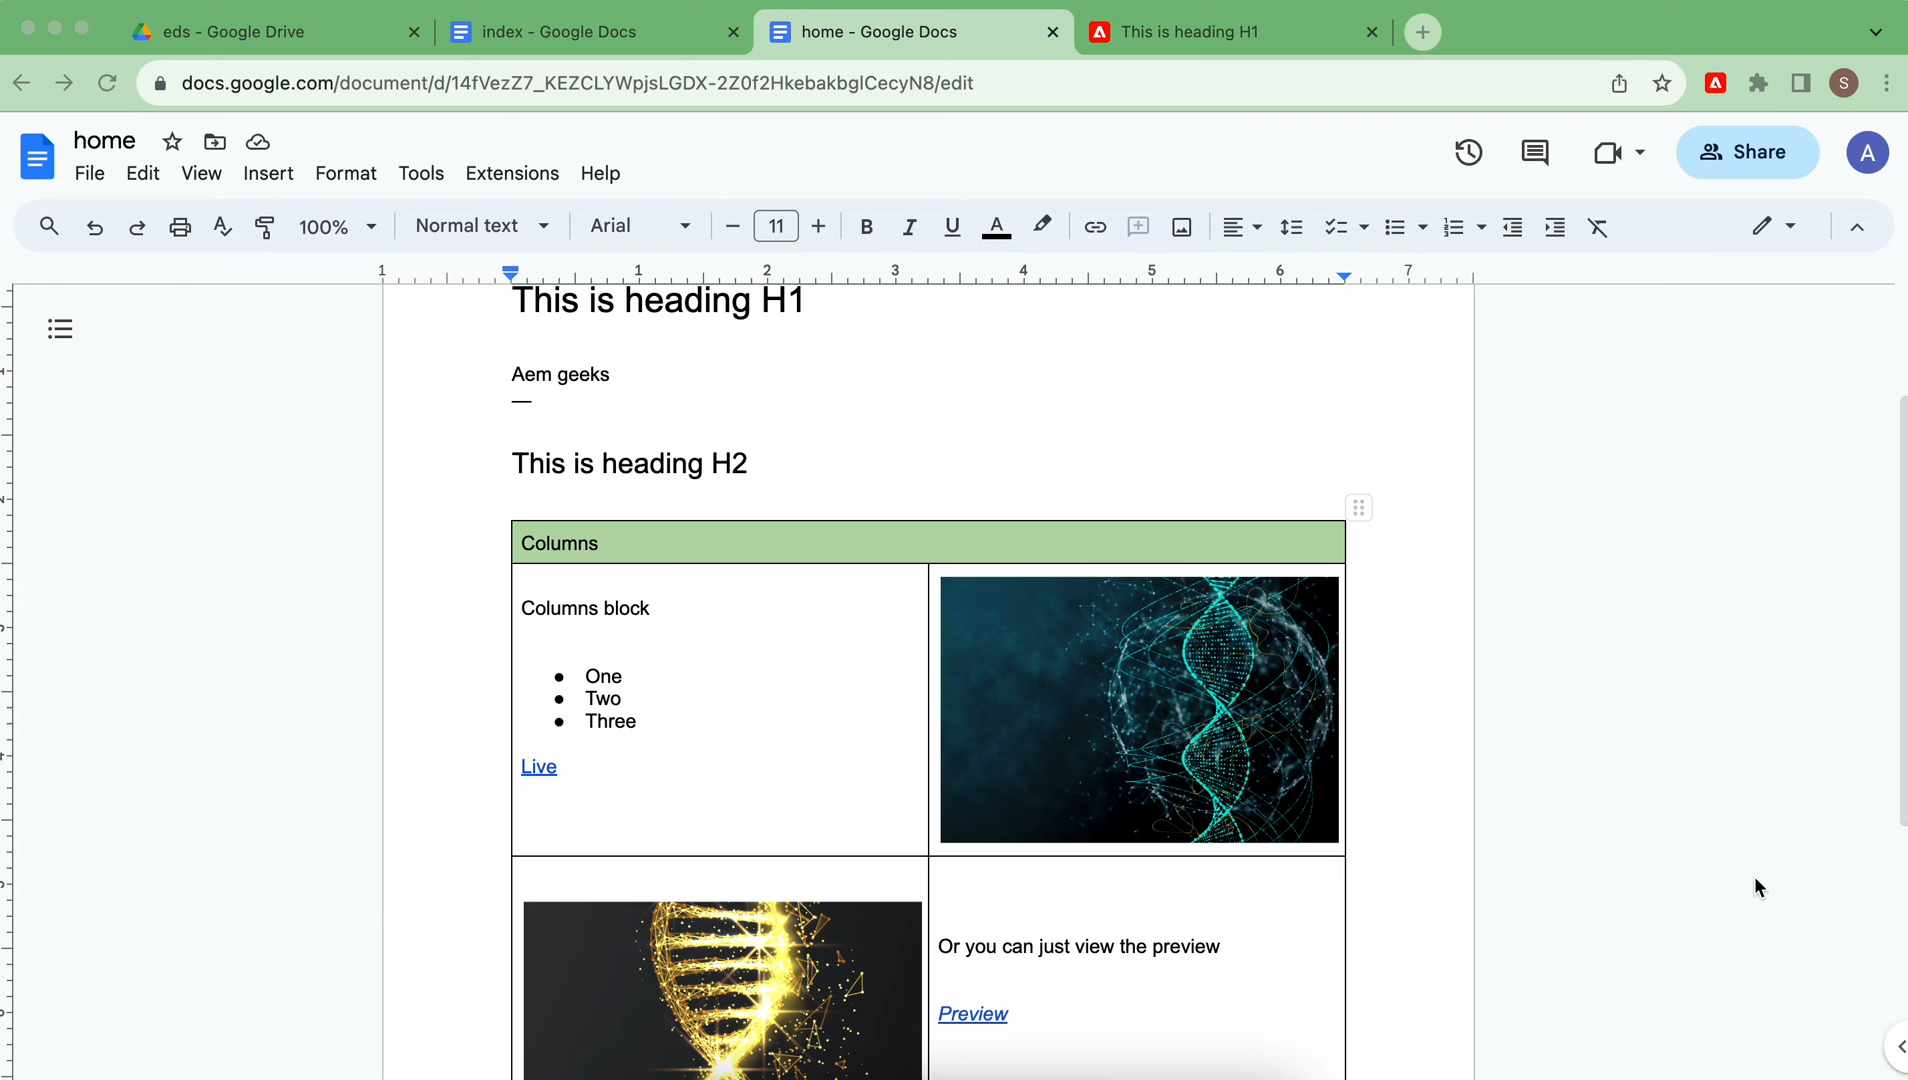 eds - Google Drive
index - Google Docs
home - Google Docs
This is heading H1
docs.google.com/document/d/14fVezZ7_KEZCLYWpjsLGDX-2Z0f2HkebakbglCecyN8/edit
S
home
File Edit View Insert Format Tools Extensions Help
Share
A
100% Normal text Arial 11 B I U A
1 1 2 3 4 5 6 7
This is heading H1
Aem geeks
—
This is heading H2
Columns
Columns block
● One
● Two
● Three
Live
Or you can just view the preview
Preview